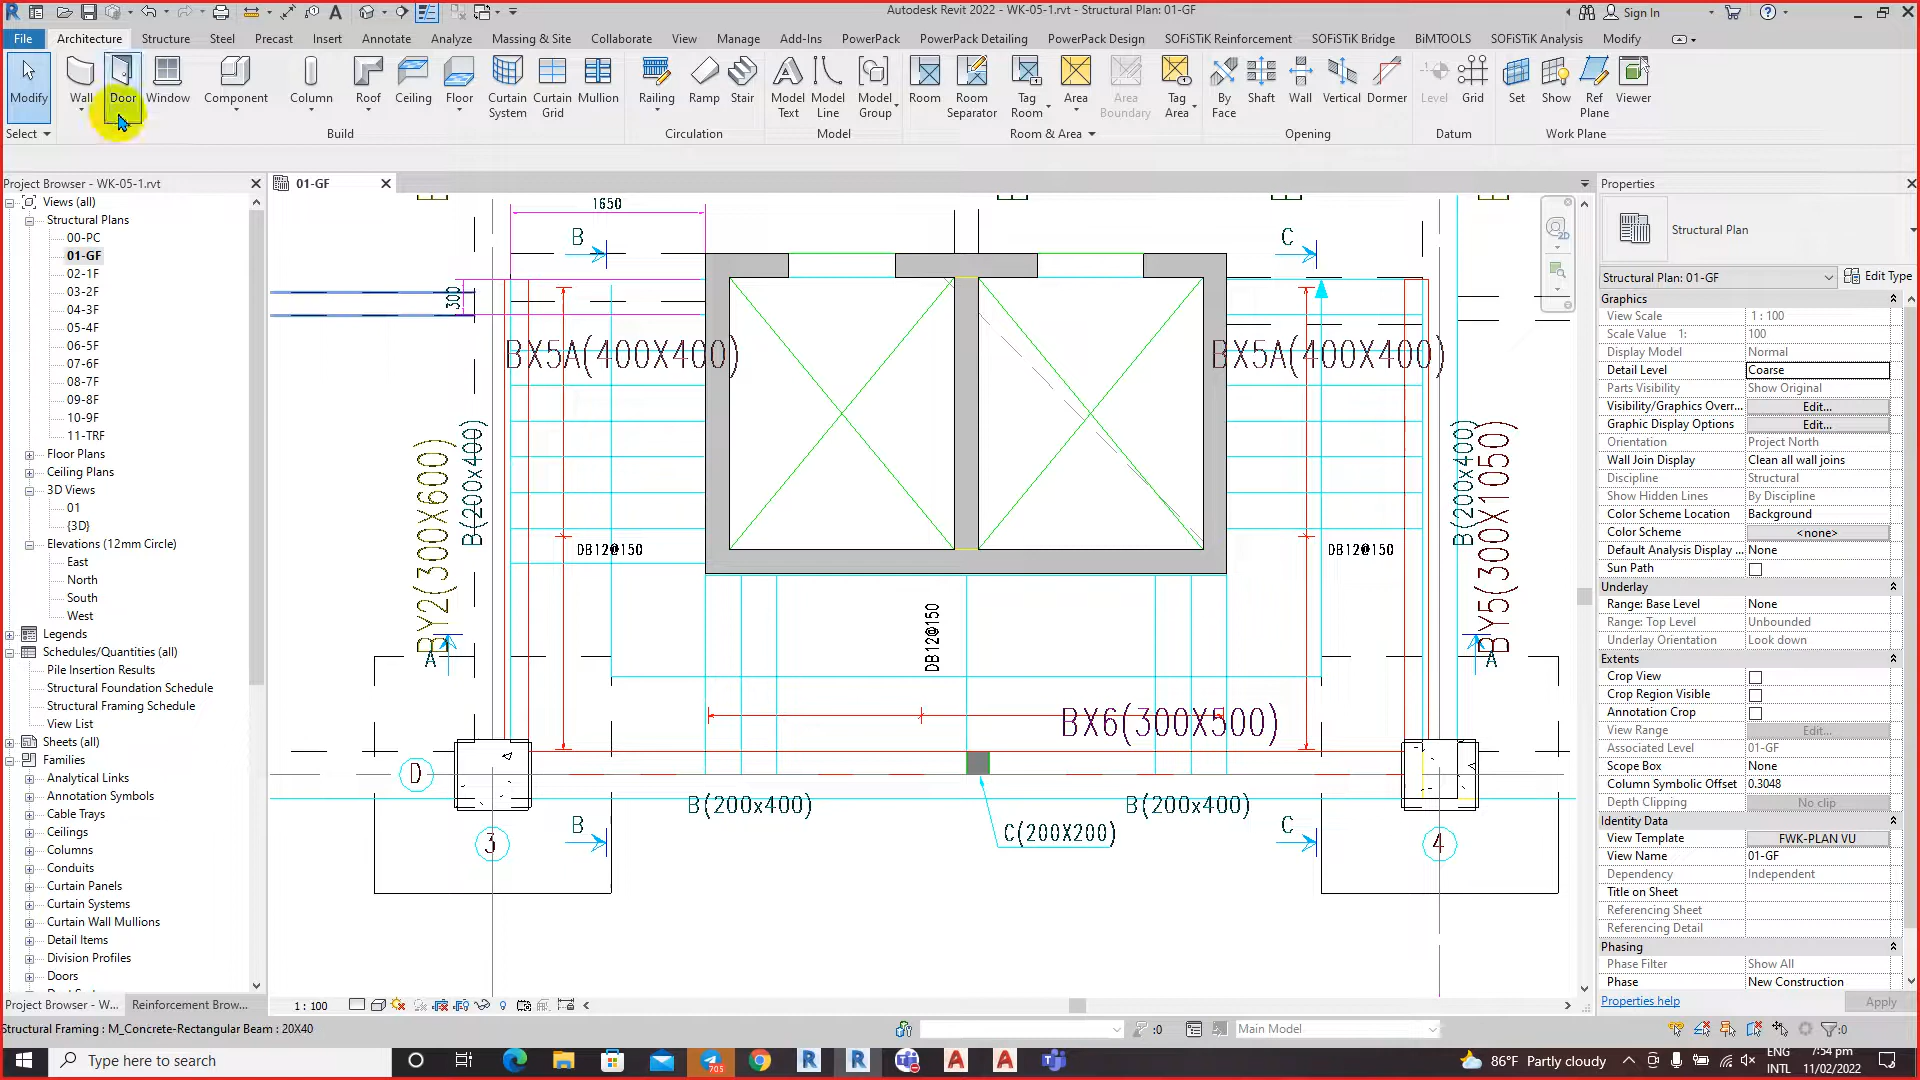 Autodesk Revit 2022 - WK-05-1.rvt - Structural Plan: 01-GF
Sign In
File Architecture Structure Steel Precast Insert Annotate Analyze Massing & Site Collaborate View Manage Add-Ins PowerPack PowerPack Detailing PowerPack Design SOFiSTiK Reinforcement SOFiSTiK Bridge BiMTOOLS SOFiSTiK Analysis Modify
Modify Wall Door Window Component Column Roof Ceiling Floor Curtain System Curtain Grid Mullion Railing Ramp Stair Model Text Model Line Model Group Room Room Separator Tag Room Area Area Boundary Tag Area By Face Shaft Wall Vertical Dormer Level Grid Set Show Ref Plane Viewer
Select Build Circulation Model Room & Area Opening Datum Work Plane
Project Browser - WK-05-1.rvt
Views (all)
Structural Plans
00-PC
01-GF
02-1F
03-2F
04-3F
05-4F
06-5F
07-6F
08-7F
09-8F
10-9F
11-TRF
Floor Plans
Ceiling Plans
3D Views
01
{3D}
Elevations (12mm Circle)
East
North
South
West
Legends
Schedules/Quantities (all)
Pile Insertion Results
Structural Foundation Schedule
Structural Framing Schedule
View List
Sheets (all)
Families
Analytical Links
Annotation Symbols
Cable Trays
Ceilings
Columns
Conduits
Curtain Panels
Curtain Systems
Curtain Wall Mullions
Detail Items
Division Profiles
Doors
Project Browser - W...
Reinforcement Brow...
01-GF
1650
B
C
300
BX5A(400X400)
BX5A(400X400)
BY2(300X600)
B(200x400)
B(200x400)
BY5(300X1050)
DB12@150
DB12@150
DB12@150
A
A
BX6(300X500)
D
B(200x400)
B(200x400)
C(200X200)
B
C
3
4
Properties
Structural Plan
Structural Plan: 01-GF
Edit Type
Graphics
View Scale 1 : 100
Scale Value 1: 100
Display Model Normal
Detail Level Coarse
Parts Visibility Show Original
Visibility/Graphics Overr... Edit...
Graphic Display Options Edit...
Orientation Project North
Wall Join Display Clean all wall joins
Discipline Structural
Show Hidden Lines By Discipline
Color Scheme Location Background
Color Scheme <none>
Default Analysis Display ... None
Sun Path
Underlay
Range: Base Level None
Range: Top Level Unbounded
Underlay Orientation Look down
Extents
Crop View
Crop Region Visible
Annotation Crop
View Range Edit...
Associated Level 01-GF
Scope Box None
Column Symbolic Offset 0.3048
Depth Clipping No clip
Identity Data
View Template FWK-PLAN VU
View Name 01-GF
Dependency Independent
Title on Sheet
Referencing Sheet
Referencing Detail
Phasing
Phase Filter Show All
Phase New Construction
Properties help
Apply
1 : 100
Structural Framing : M_Concrete-Rectangular Beam : 20X40
:0
Main Model
:0
Type here to search
705
86°F Partly cloudy
ENG
INTL
7:54 pm
11/02/2022